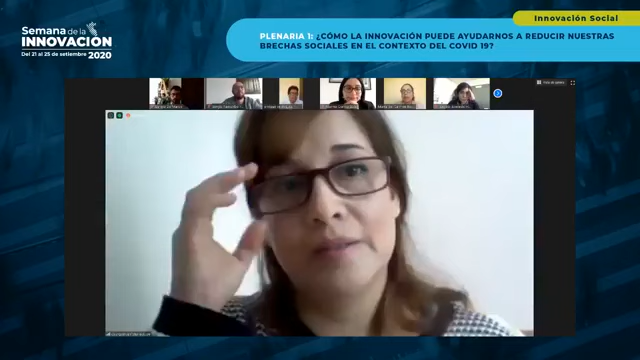 Semana de la
INNOVACIÓN
Del 21 al 25 de setiembre 2020
Innovación Social
PLENARIA 1: ¿CÓMO LA INNOVACIÓN PUEDE AYUDARNOS A REDUCIR NUESTRAS
BRECHAS SOCIALES EN EL CONTEXTO DEL COVID 19?